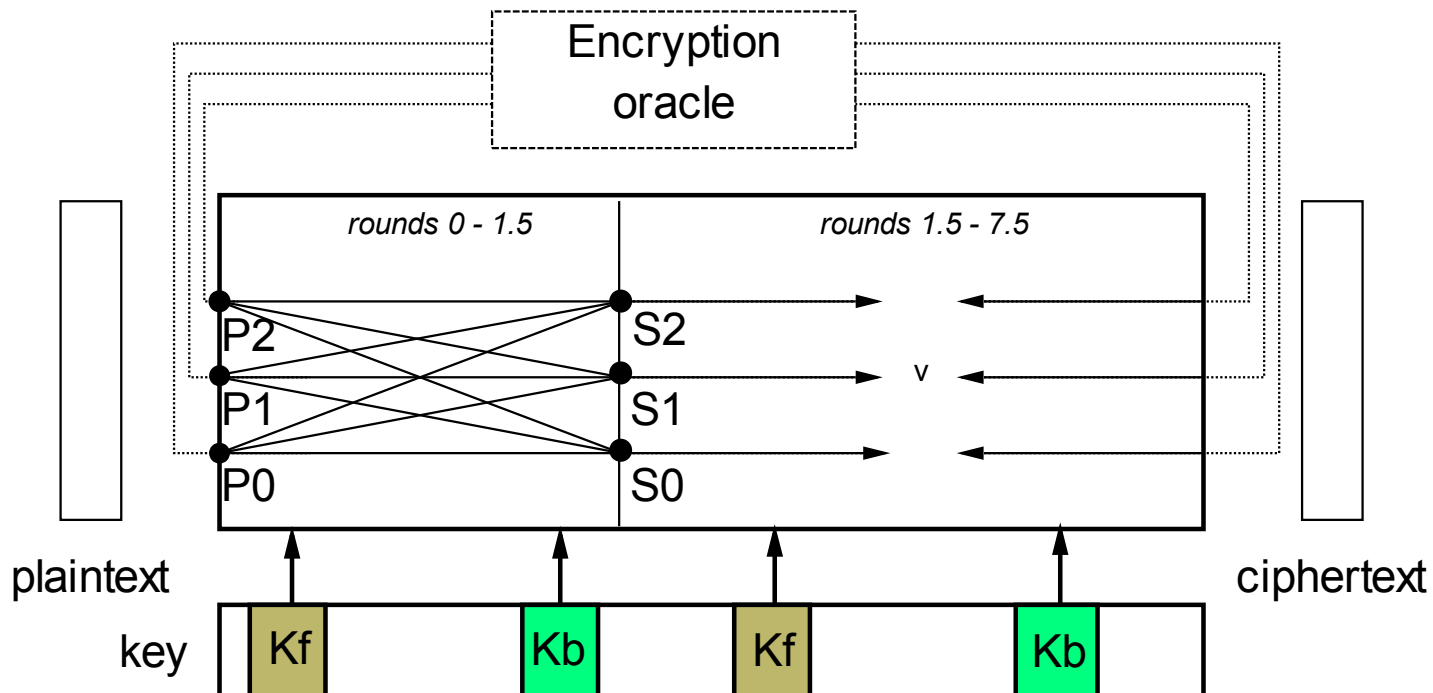 Encryption
oracle
rounds 0 - 1.5
rounds 1.5 - 7.5
P2
S2
P1
S1
v
P0
S0
plaintext
ciphertext
key
Kf
Kb
Kf
Kb